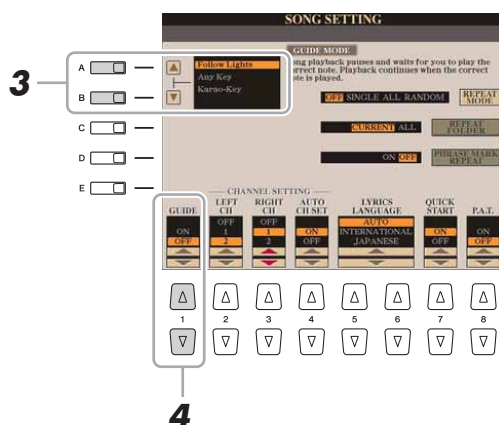 SONG SETTING
GUIDE MODE
ong playback pauses and waits for you to play the
orrect note. Playback continues when the correct
ote is played.
Follow Lights
Any Key
Karao-Key
3
A
B
C
D
E
OFF SINGLE ALL RANDOM
REPEAT MODE
CURRENT ALL
REPEAT FOLDER
ON OFF
PHRASE MARK REPEAT
CHANNEL SETTING
GUIDE
LEFT CH
RIGHT CH
AUTO CH SET
LYRICS LANGUAGE
QUICK START
P.A.T.
ON
OFF
OFF
1
2
OFF
1
2
ON
OFF
AUTO
INTERNATIONAL
JAPANESE
ON
OFF
ON
OFF
1 2 3 4 5 6 7 8
4